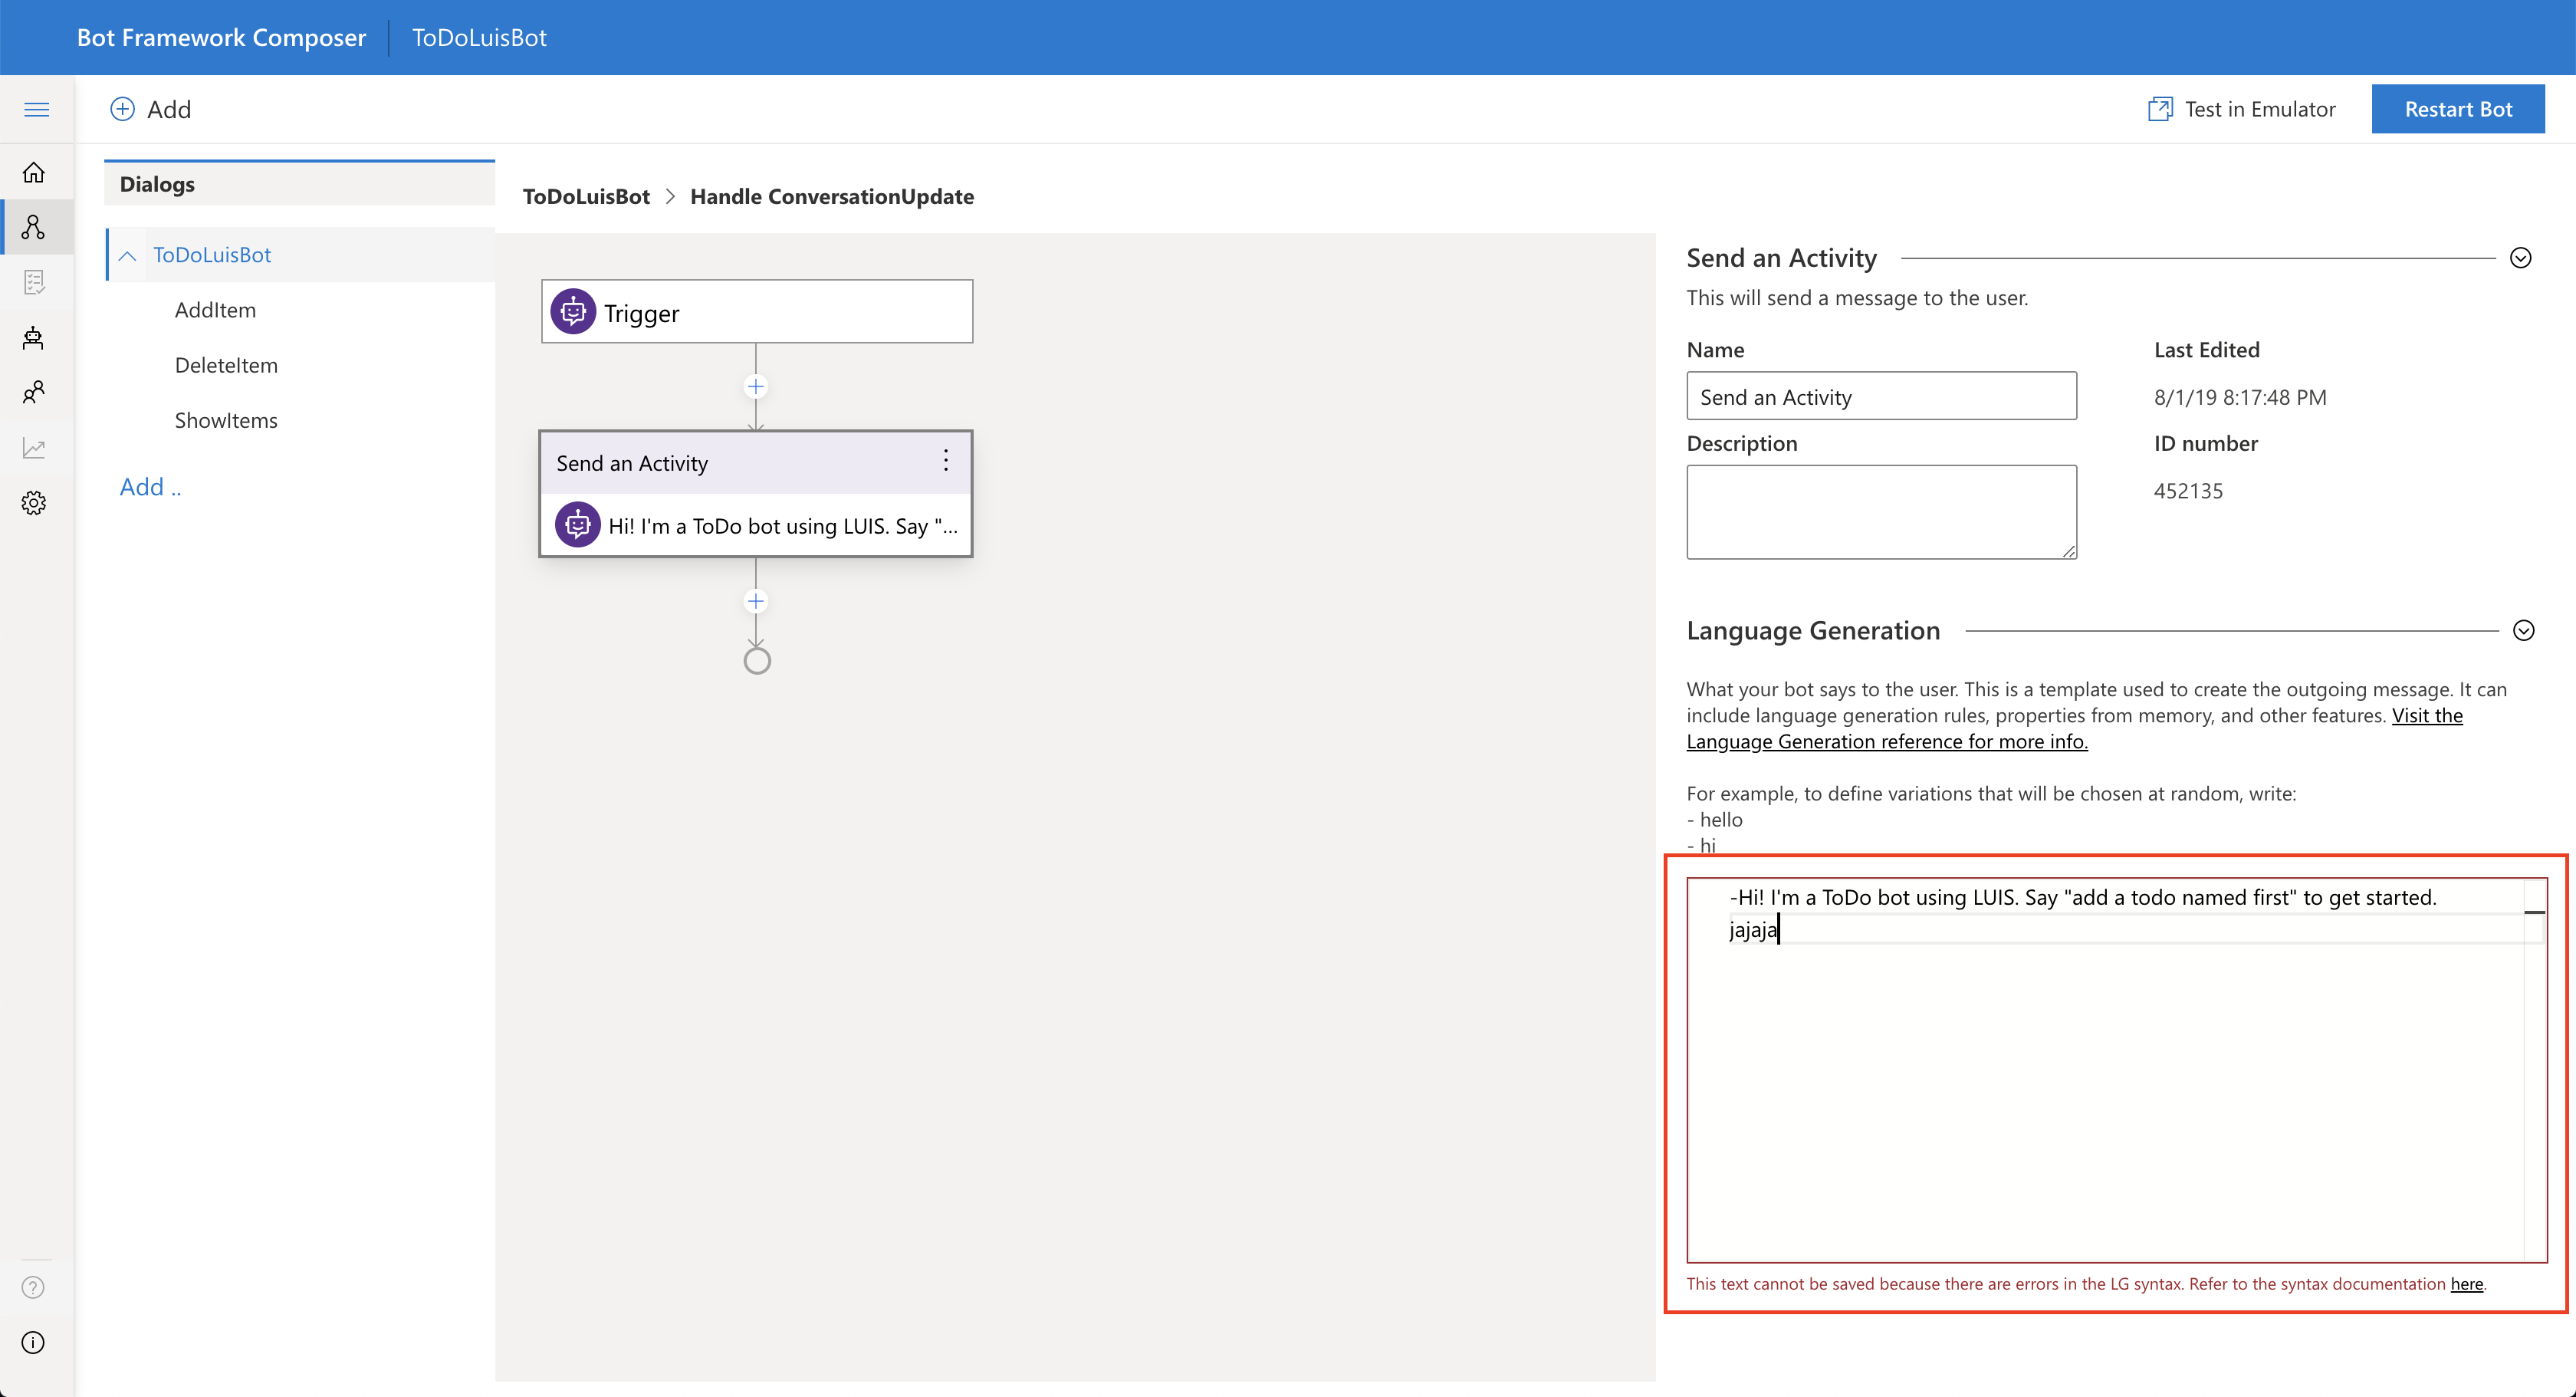 Bot Framework Composer
ToDoLuisBot
Add
Test in Emulator
Restart Bot
Dialogs
ToDoLuisBot
AddItem
DeleteItem
ShowItems
Add ..
ToDoLuisBot > Handle ConversationUpdate
Trigger
Send an Activity
Hi! I'm a ToDo bot using LUIS. Say "...
Send an Activity
This will send a message to the user.
Name
Send an Activity
Last Edited
8/1/19 8:17:48 PM
Description
ID number
452135
Language Generation
What your bot says to the user. This is a template used to create the outgoing message. It can
include language generation rules, properties from memory, and other features. Visit the
Language Generation reference for more info.
For example, to define variations that will be chosen at random, write:
- hello
- hi
-Hi! I'm a ToDo bot using LUIS. Say "add a todo named first" to get started.
jajaja
This text cannot be saved because there are errors in the LG syntax. Refer to the syntax documentation here.